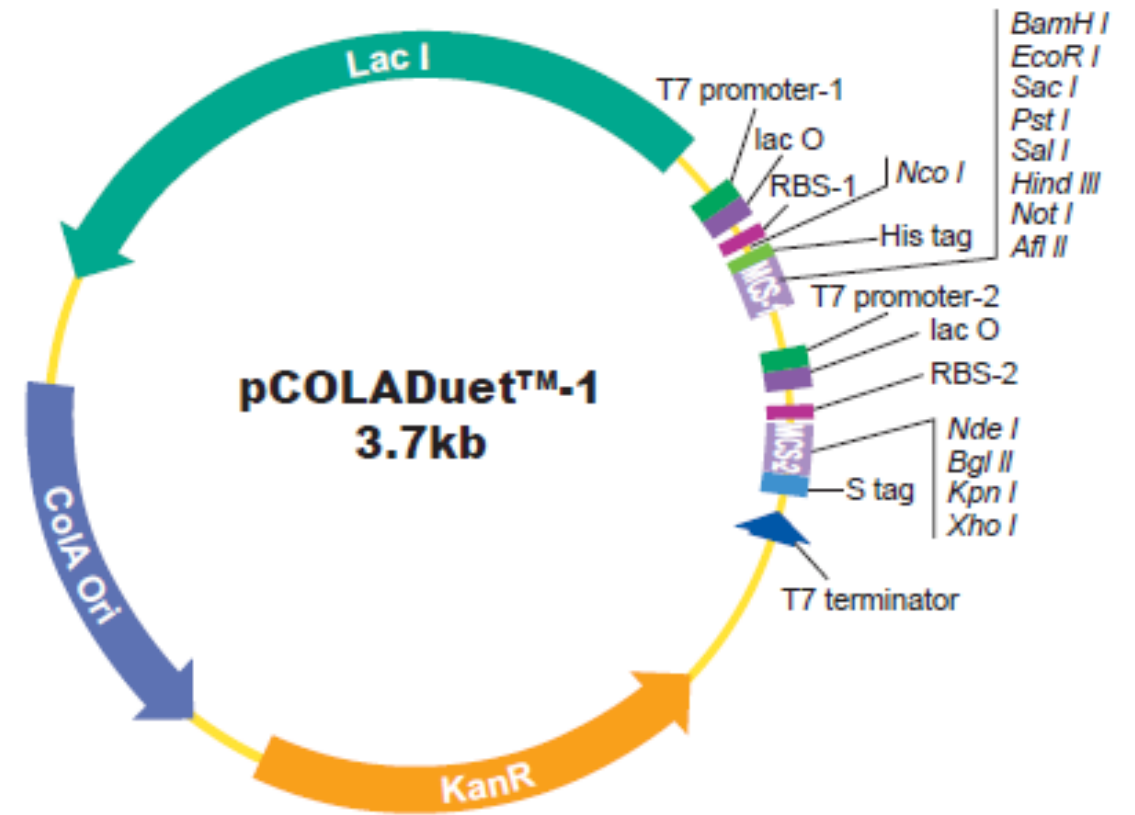 Lac I
T7 promoter-1
lac O
RBS-1
Nco I
His tag
BamH I
EcoR I
Sac I
Pst I
Sal I
Hind III
Not I
Afl II
MCS-1
T7 promoter-2
lac O
RBS-2
MCS-2
Nde I
Bgl II
Kpn I
Xho I
S tag
T7 terminator
pCOLADuet™-1
3.7kb
ColA Ori
KanR